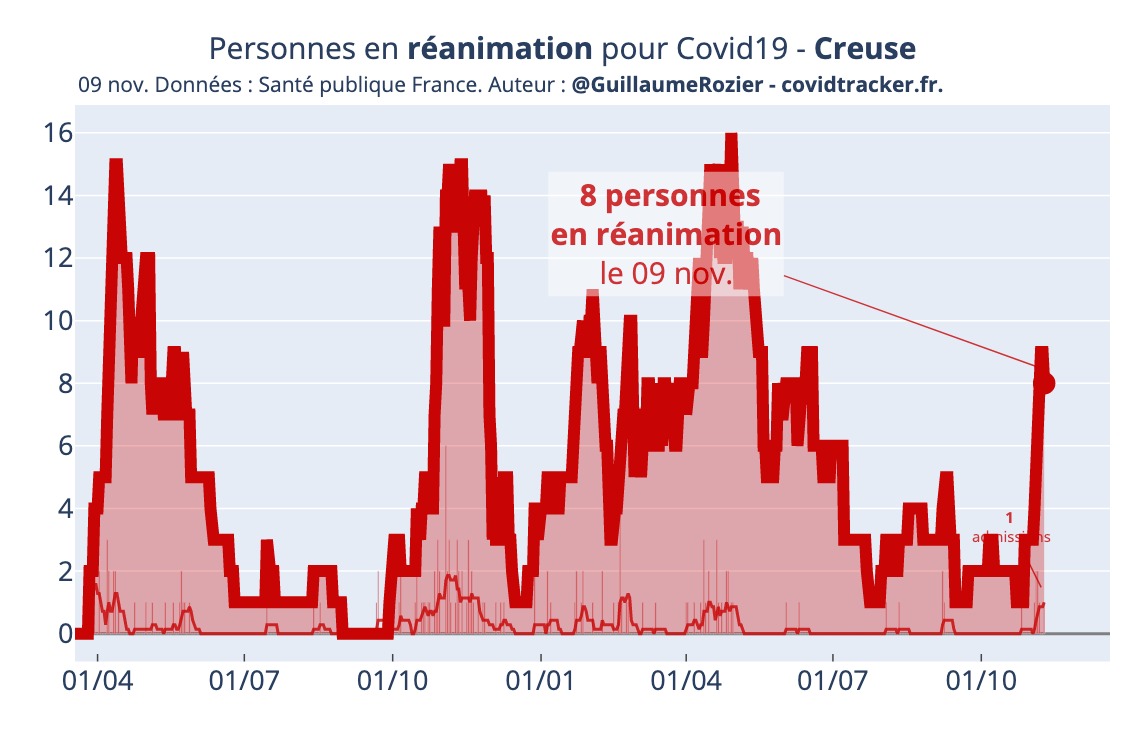 Personnes en réanimation pour Covid19 - Creuse
09 nov. Données : Santé publique France. Auteur : @GuillaumeRozier - covidtracker.fr.
16
14
12
10
8
6
4
2
0
8 personnes
en réanimation
le 09 nov.
1
admissions
01/04
01/07
01/10
01/01
01/04
01/07
01/10